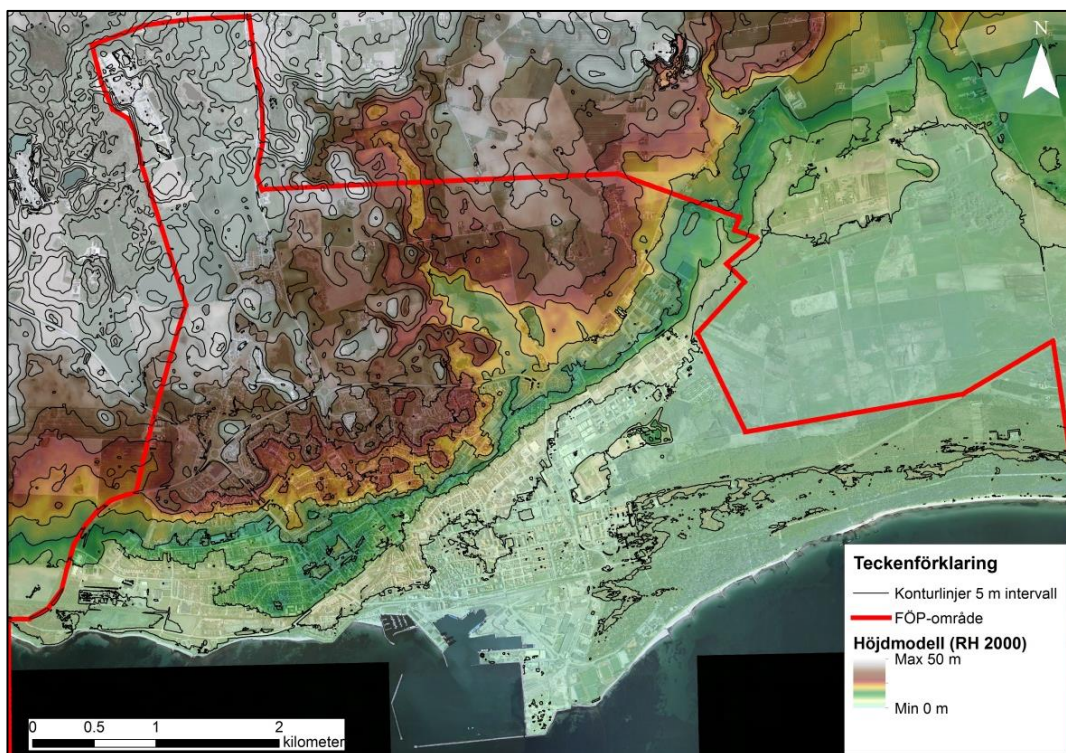 N
Teckenförklaring
Konturlinjer 5 m intervall
FÖP-område
Höjdmodell (RH 2000)
Max 50 m
Min 0 m
0 0.5 1 2
kilometer